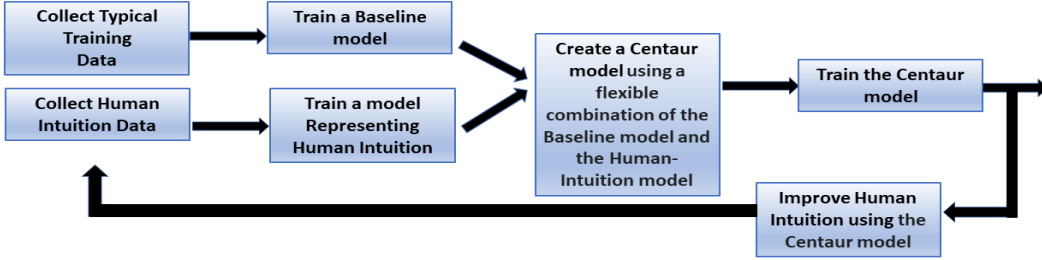 Collect Typical
Training
Data
Train a Baseline
model
Collect Human
Intuition Data
Train a model
Representing
Human Intuition
Create a Centaur
model using a
flexible
combination of the
Baseline model and
the Human-
Intuition model
Train the Centaur
model
Improve Human
Intuition using the
Centaur model